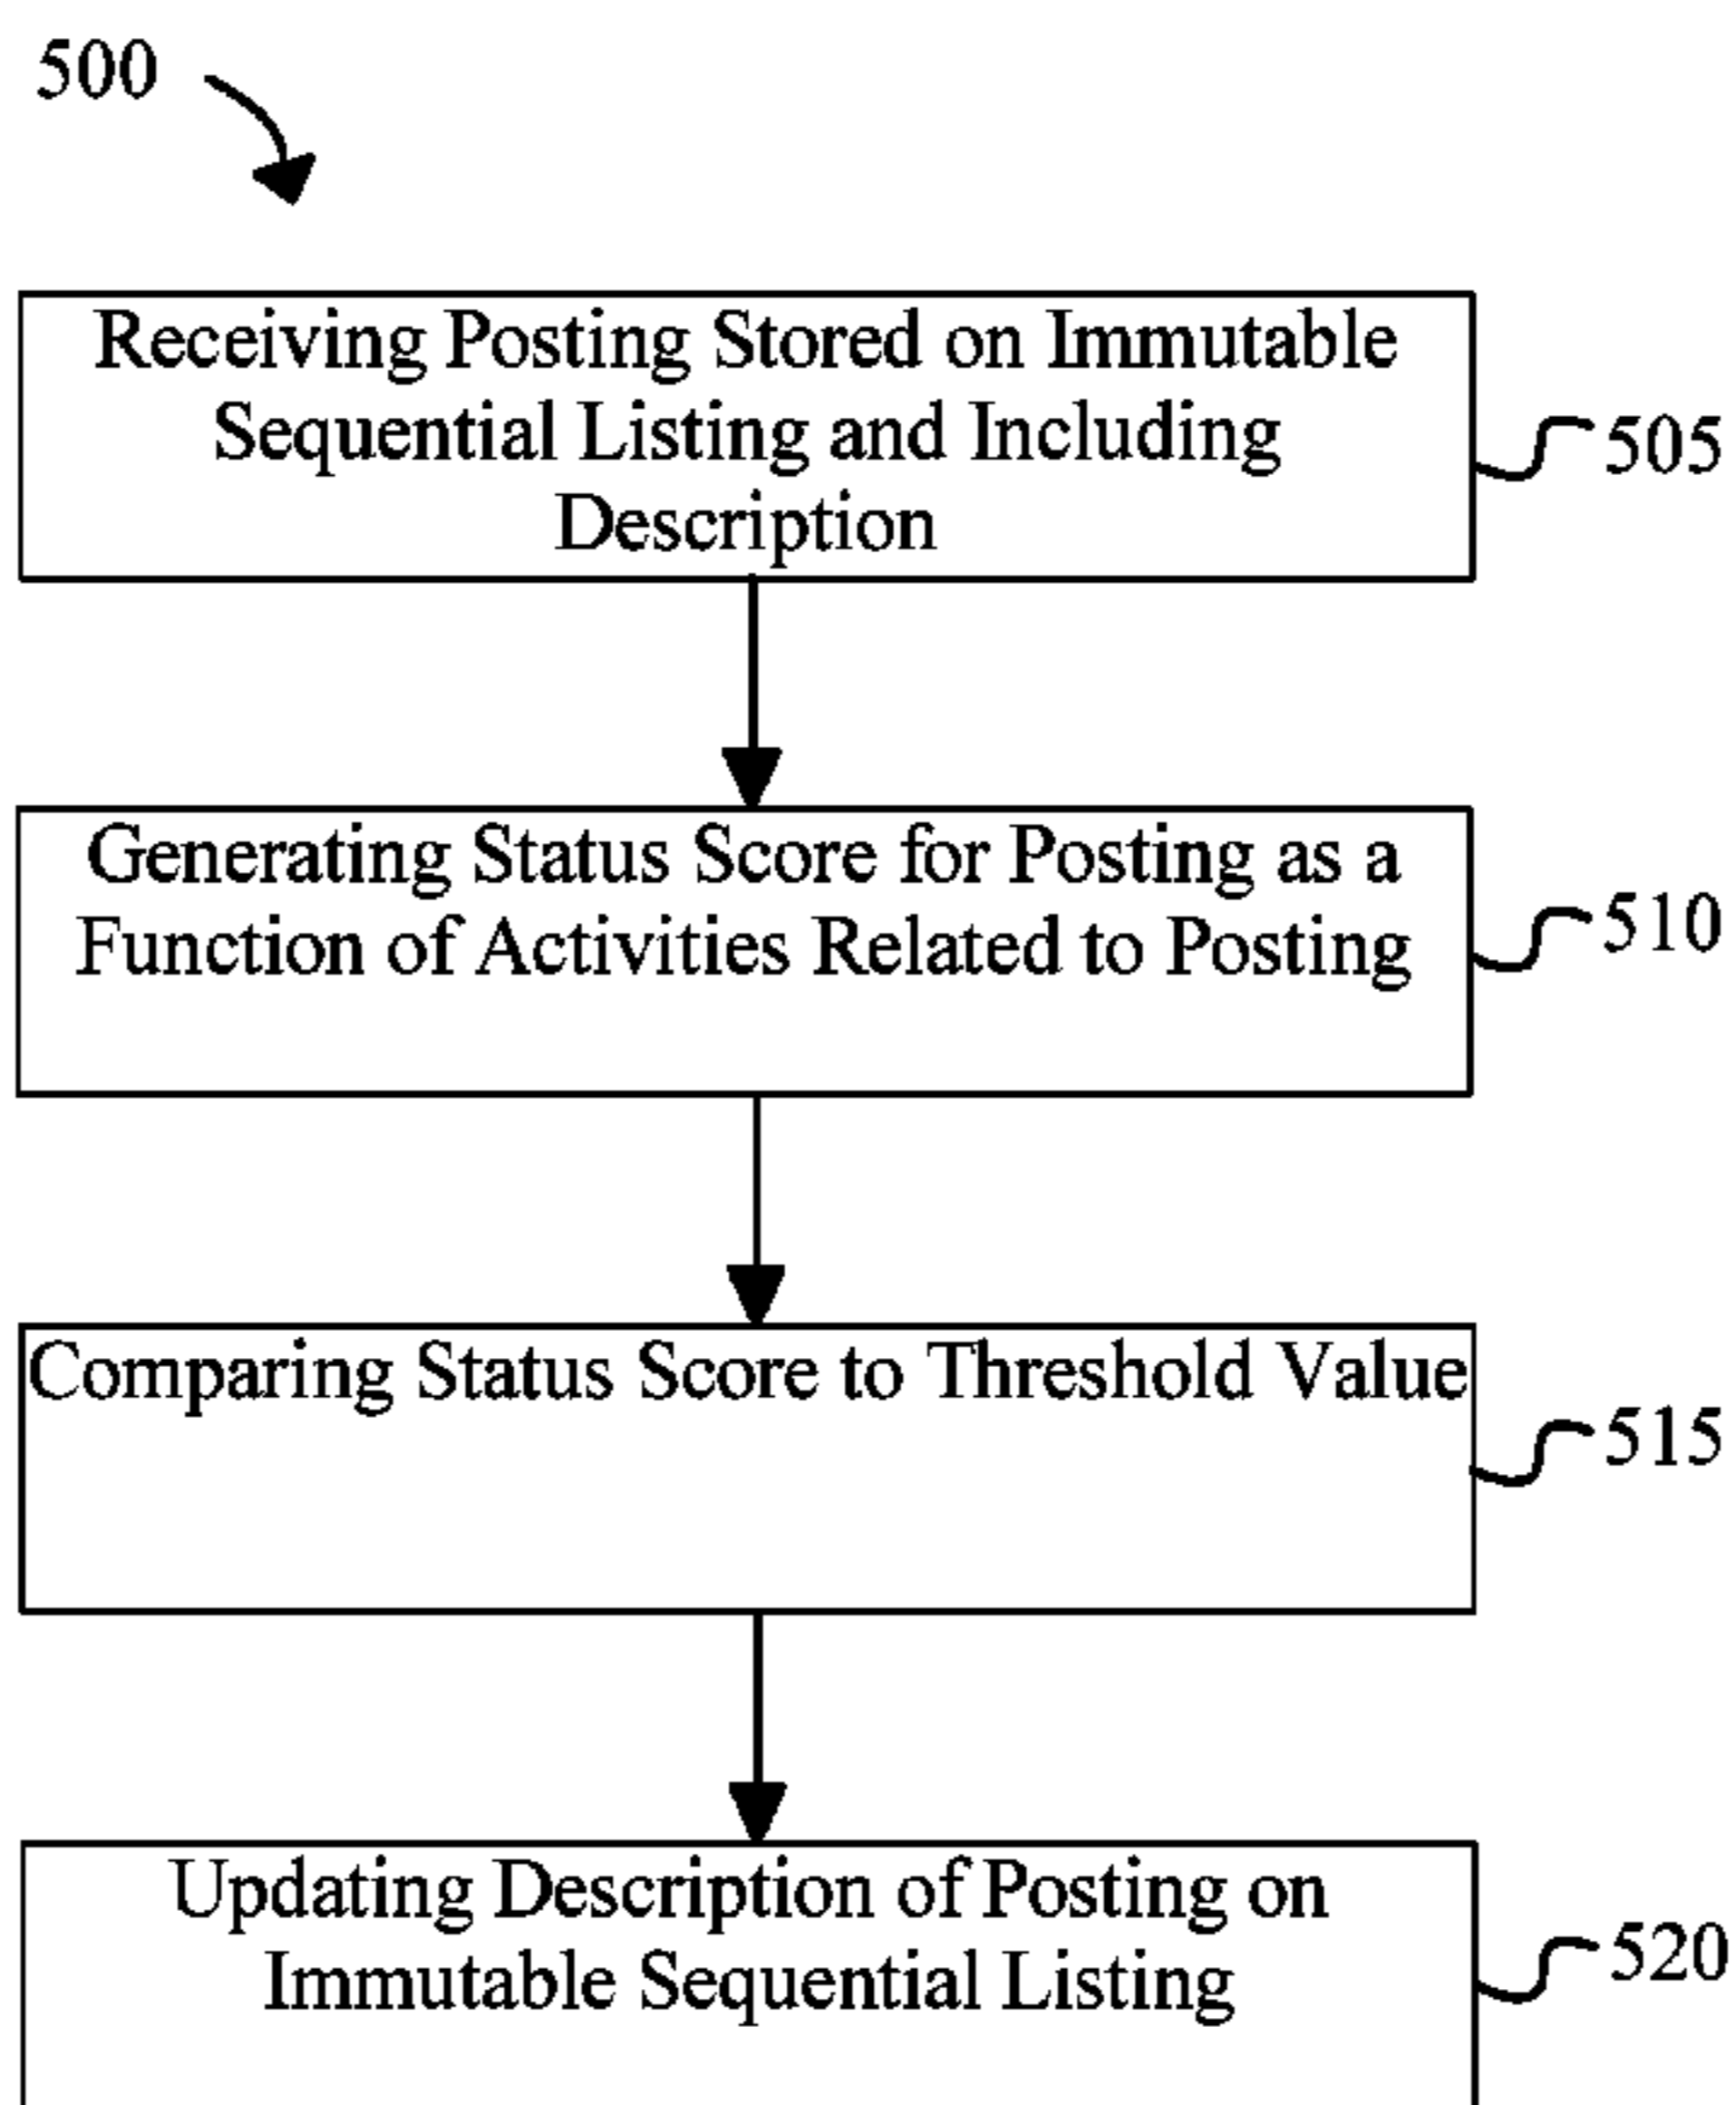 500
Receiving Posting Stored on Immutable
Sequential Listing and Including
Description
505
Generating Status Score for Posting as a
Function of Activities Related to Posting
510
Comparing Status Score to Threshold Value
515
Updating Description of Posting on
Immutable Sequential Listing
520